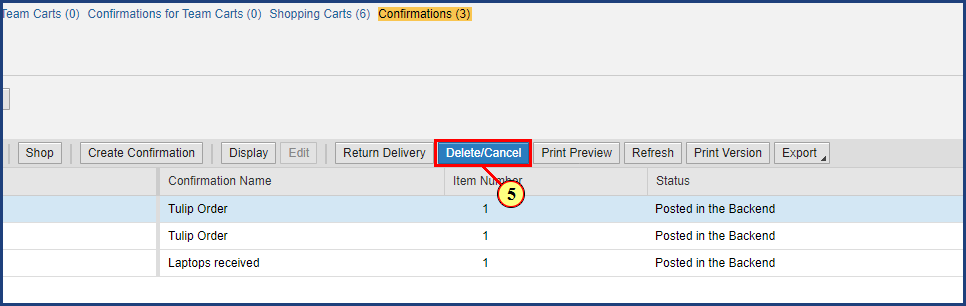 Team Carts (0) Confirmations for Team Carts (0) Shopping Carts (6) Confirmations (3)
Shop Create Confirmation Display Edit Return Delivery Delete/Cancel Print Preview Refresh Print Version Export
Confirmation Name Item Number Status
5
Tulip Order 1 Posted in the Backend
Tulip Order 1 Posted in the Backend
Laptops received 1 Posted in the Backend